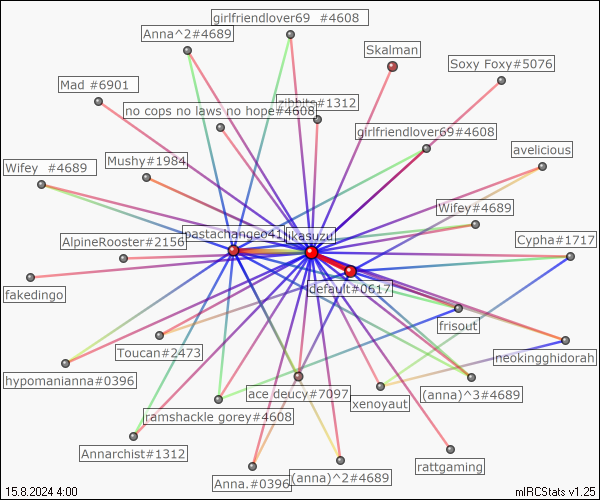 girlfriendlover69 #4608
Anna^2#4689
Skalman
Soxy Foxy#5076
Mad #6901
#1312
no cops no laws no hope#4608
girlfriendlover69#4608
avelicious
Mushy#1984
Wifey #4689
Wifey#4689
pastachangeo41
ikasuzu
Cypha#1717
AlpineRooster#2156
default#0617
fakedingo
frisout
Toucan#2473
neokingghidorah
hypomanianna#0396
ace deucy#7097
(anna)^3#4689
xenoyaut
ramshackle gorey#4608
Annarchist#1312
rattgaming
Anna.#0396
(anna)^2#4689
15.8.2024 4:00
mIRCStats v1.25